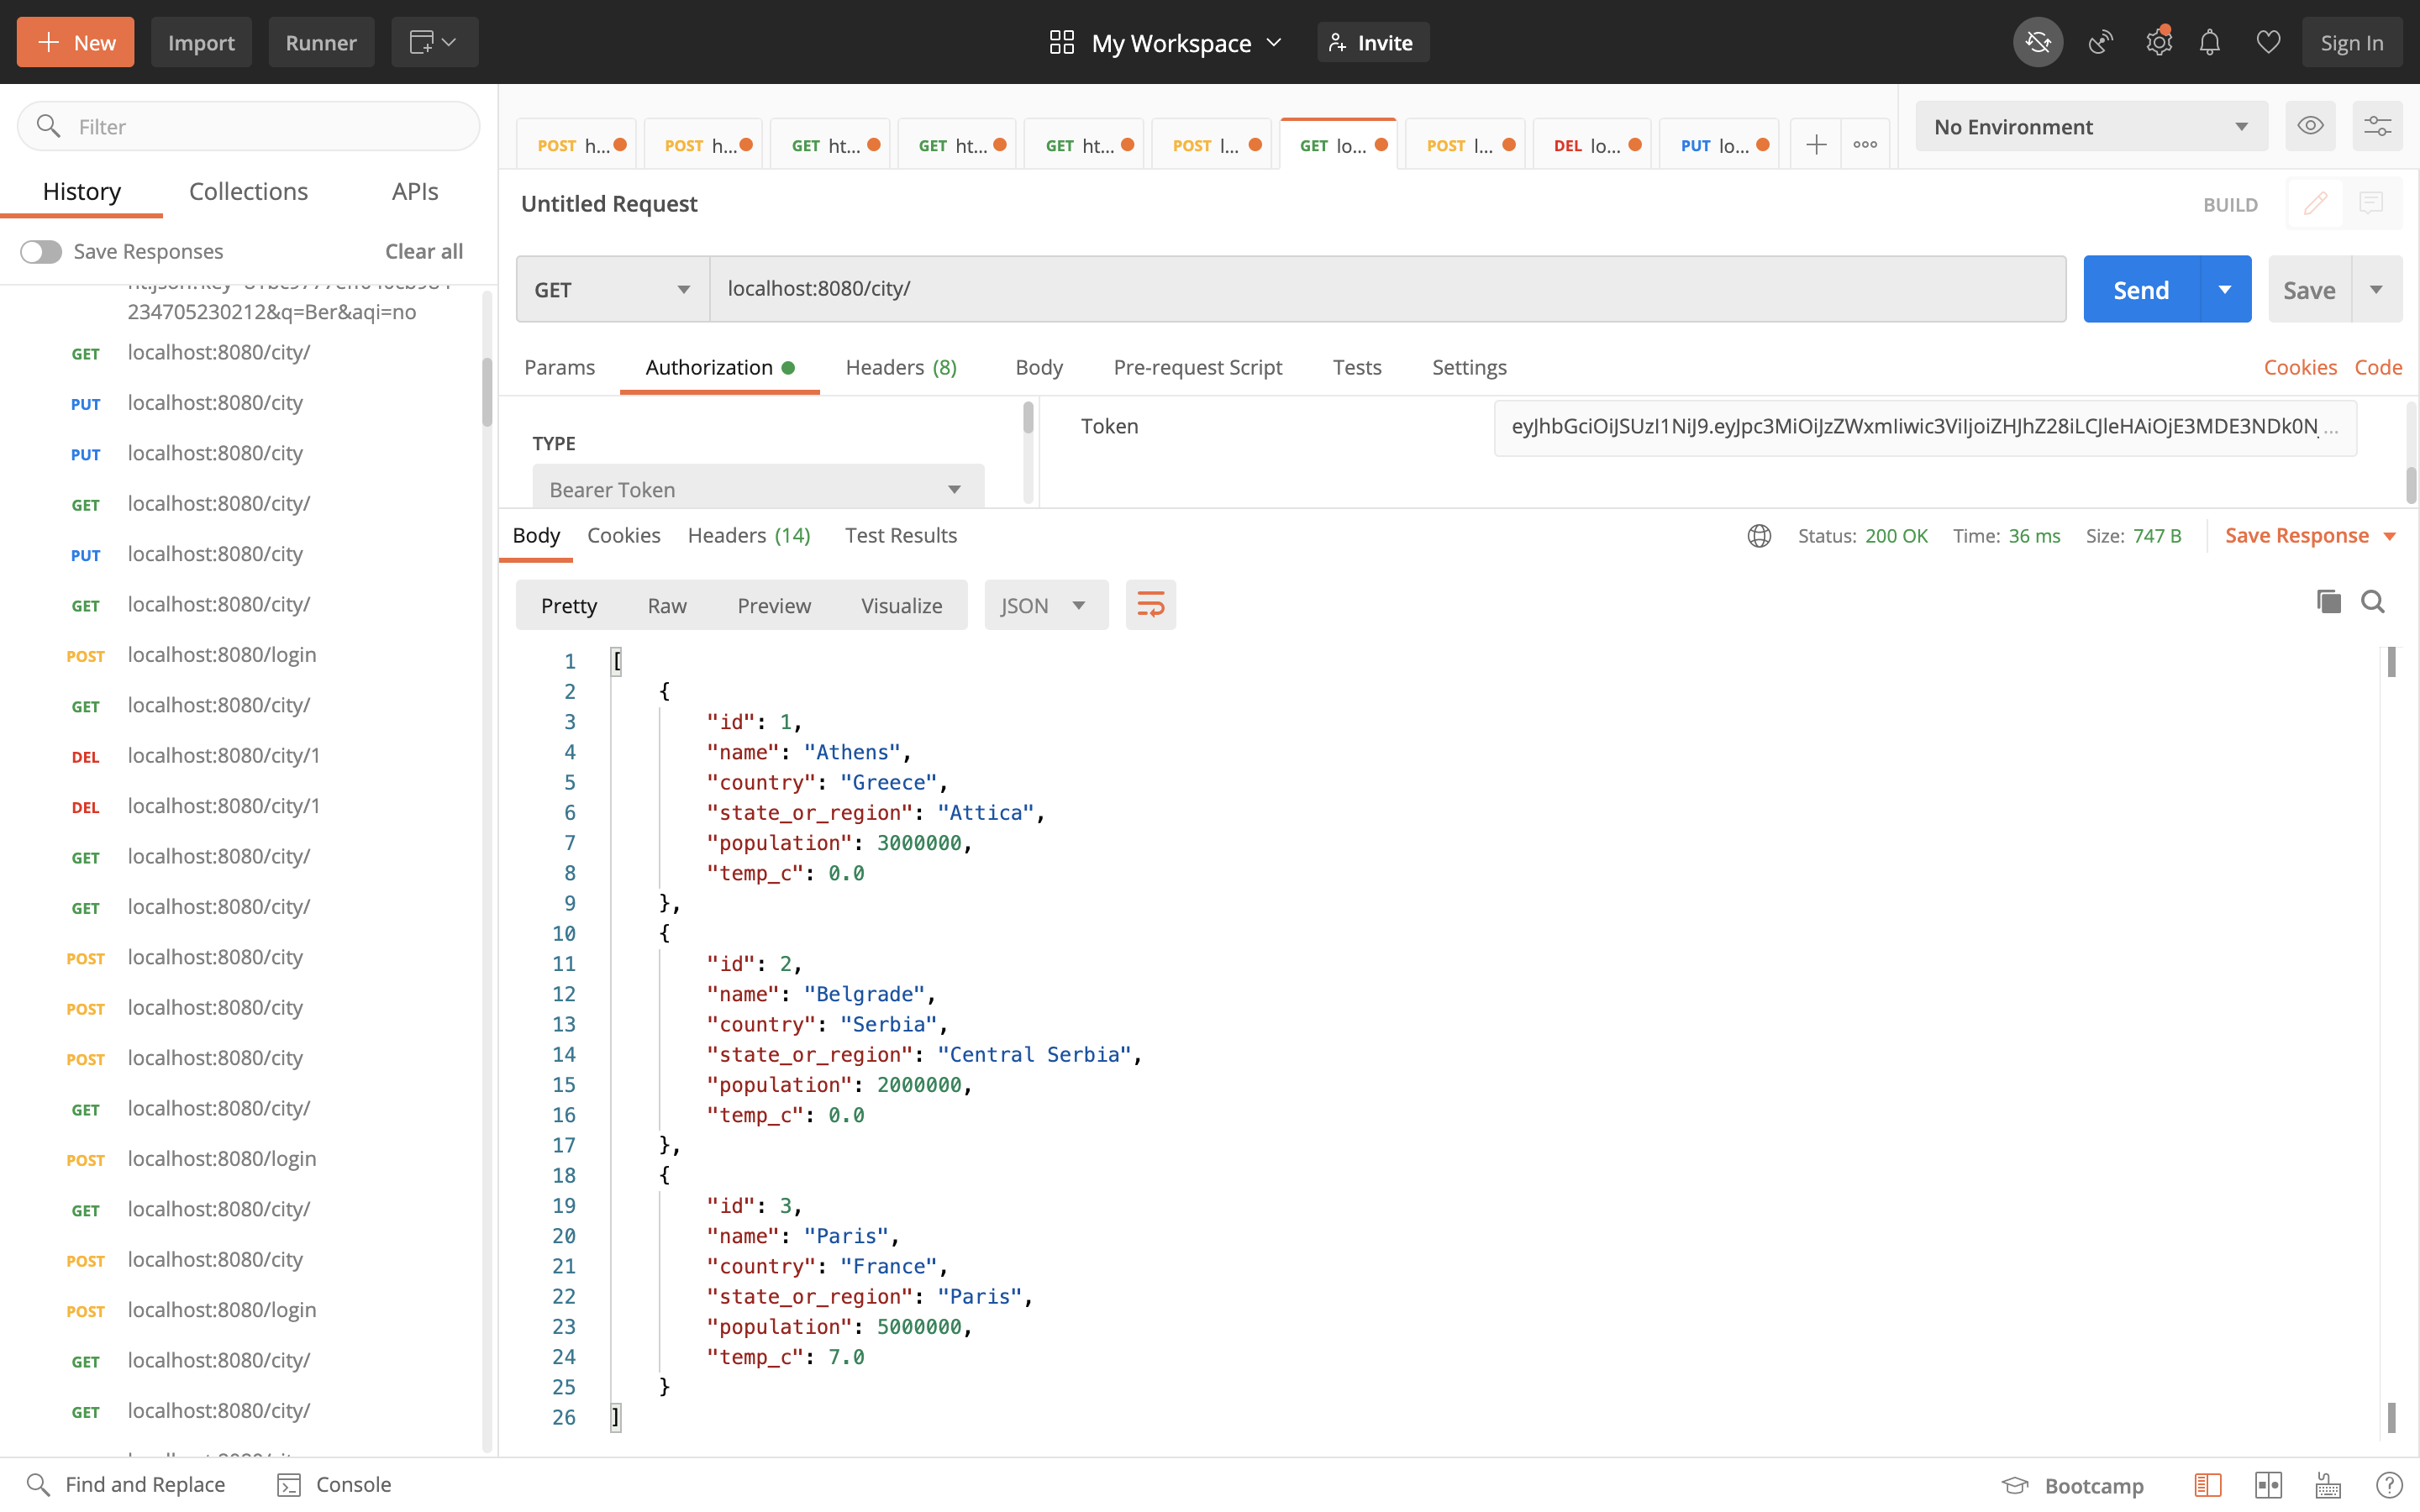 New Import Runner My Workspace Invite Sign In
Filter
History Collections APIs
Save Responses Clear all
234705230212&q=Ber&aqi=no
GET localhost:8080/city/
PUT localhost:8080/city
PUT localhost:8080/city
GET localhost:8080/city/
PUT localhost:8080/city
GET localhost:8080/city/
POST localhost:8080/login
GET localhost:8080/city/
DEL localhost:8080/city/1
DEL localhost:8080/city/1
GET localhost:8080/city/
GET localhost:8080/city/
POST localhost:8080/city
POST localhost:8080/city
POST localhost:8080/city
GET localhost:8080/city/
POST localhost:8080/login
GET localhost:8080/city/
POST localhost:8080/city
POST localhost:8080/login
GET localhost:8080/city/
GET localhost:8080/city/
POST h... POST h... GET ht... GET ht... GET ht... POST l... GET lo... POST l... DEL lo... PUT lo... No Environment
Untitled Request BUILD
GET localhost:8080/city/ Send Save
Params Authorization Headers (8) Body Pre-request Script Tests Settings Cookies Code
TYPE
Bearer Token
Token
Body Cookies Headers (14) Test Results Status: 200 OK Time: 36 ms Size: 747 B Save Response
Pretty Raw Preview Visualize JSON
1 [
2 {
3 "id": 1,
4 "name": "Athens",
5 "country": "Greece",
6 "state_or_region": "Attica",
7 "population": 3000000,
8 "temp_c": 0.0
9 },
10 {
11 "id": 2,
12 "name": "Belgrade",
13 "country": "Serbia",
14 "state_or_region": "Central Serbia",
15 "population": 2000000,
16 "temp_c": 0.0
17 },
18 {
19 "id": 3,
20 "name": "Paris",
21 "country": "France",
22 "state_or_region": "Paris",
23 "population": 5000000,
24 "temp_c": 7.0
25 }
26 ]
Find and Replace Console Bootcamp